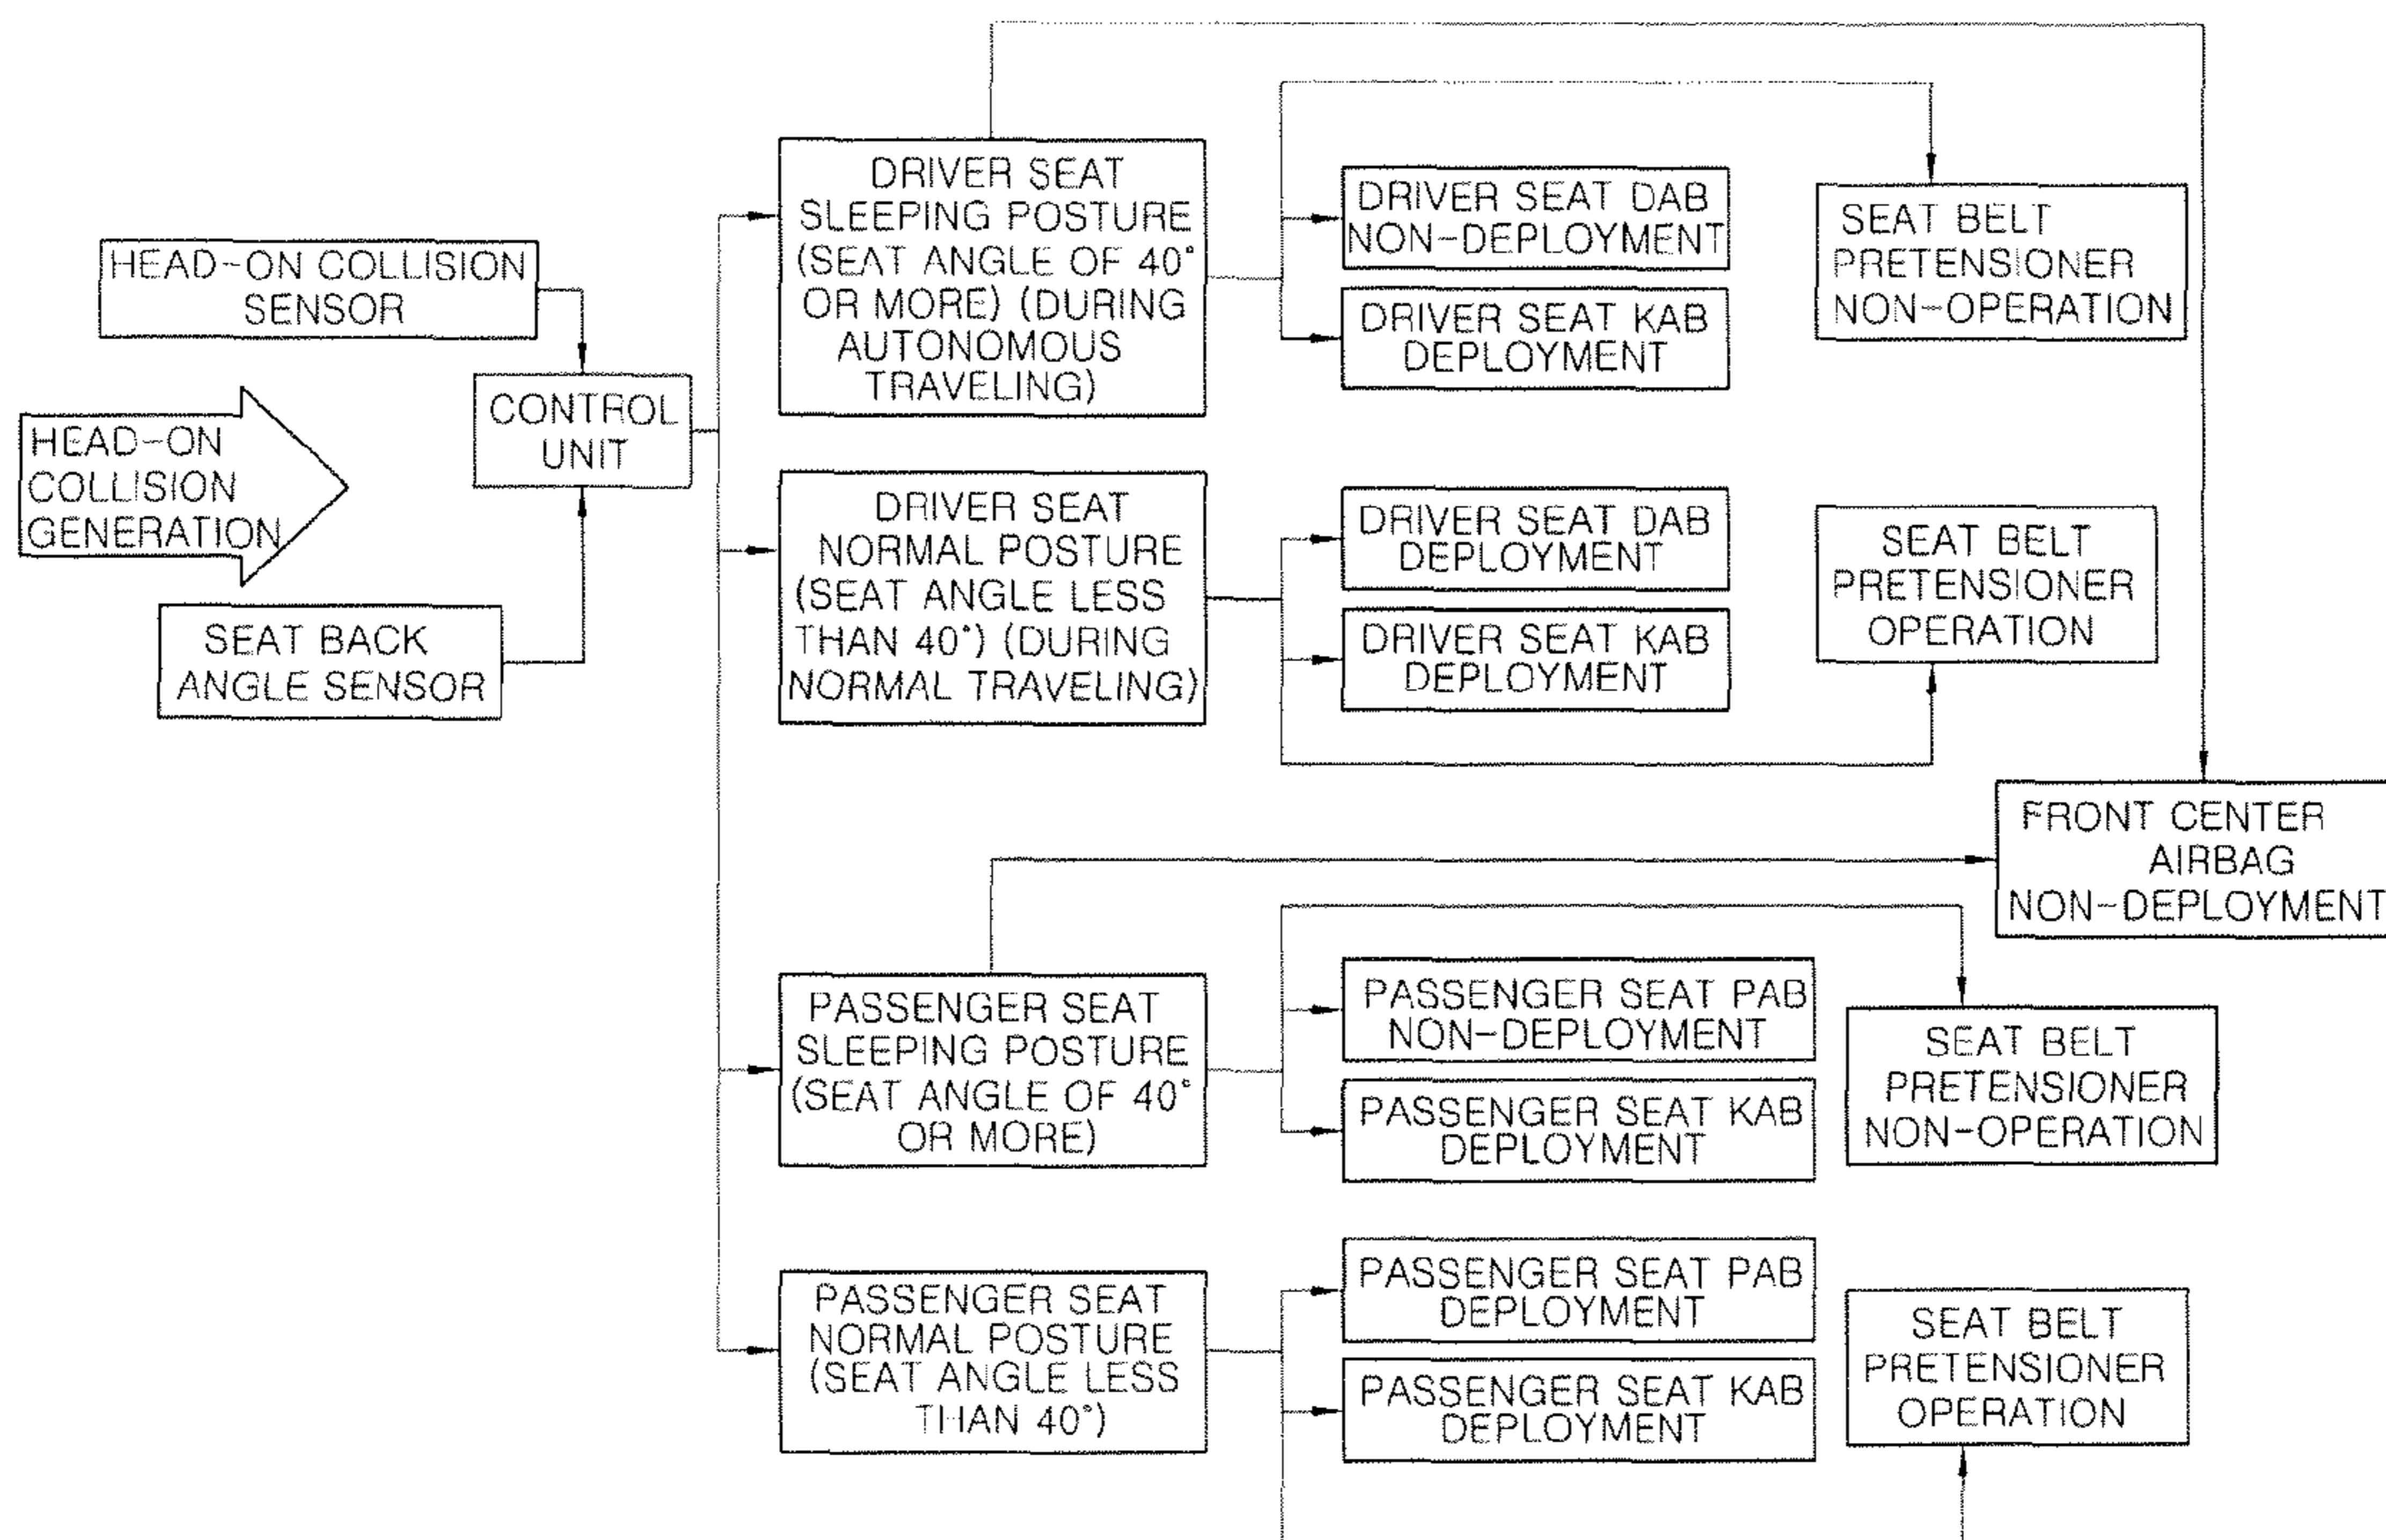 HEAD-ON COLLISION
SENSOR
HEAD-ON
COLLISION
GENERATION
SEAT BACK
ANGLE SENSOR
CONTROL
UNIT
DRIVER SEAT
SLEEPING POSTURE
(SEAT ANGLE OF 40°
OR MORE) (DURING
AUTONOMOUS
TRAVELING)
DRIVER SEAT DAB
NON-DEPLOYMENT
DRIVER SEAT KAB
DEPLOYMENT
SEAT BELT
PRETENSIONER
NON-OPERATION
DRIVER SEAT
NORMAL POSTURE
(SEAT ANGLE LESS
THAN 40°) (DURING
NORMAL TRAVELING)
DRIVER SEAT DAB
DEPLOYMENT
DRIVER SEAT KAB
DEPLOYMENT
SEAT BELT
PRETENSIONER
OPERATION
FRONT CENTER
AIRBAG
NON-DEPLOYMENT
PASSENGER SEAT
SLEEPING POSTURE
(SEAT ANGLE OF 40°
OR MORE)
PASSENGER SEAT PAB
NON-DEPLOYMENT
PASSENGER SEAT KAB
DEPLOYMENT
SEAT BELT
PRETENSIONER
NON-OPERATION
PASSENGER SEAT
NORMAL POSTURE
(SEAT ANGLE LESS
THAN 40°)
PASSENGER SEAT PAB
DEPLOYMENT
PASSENGER SEAT KAB
DEPLOYMENT
SEAT BELT
PRETENSIONER
OPERATION